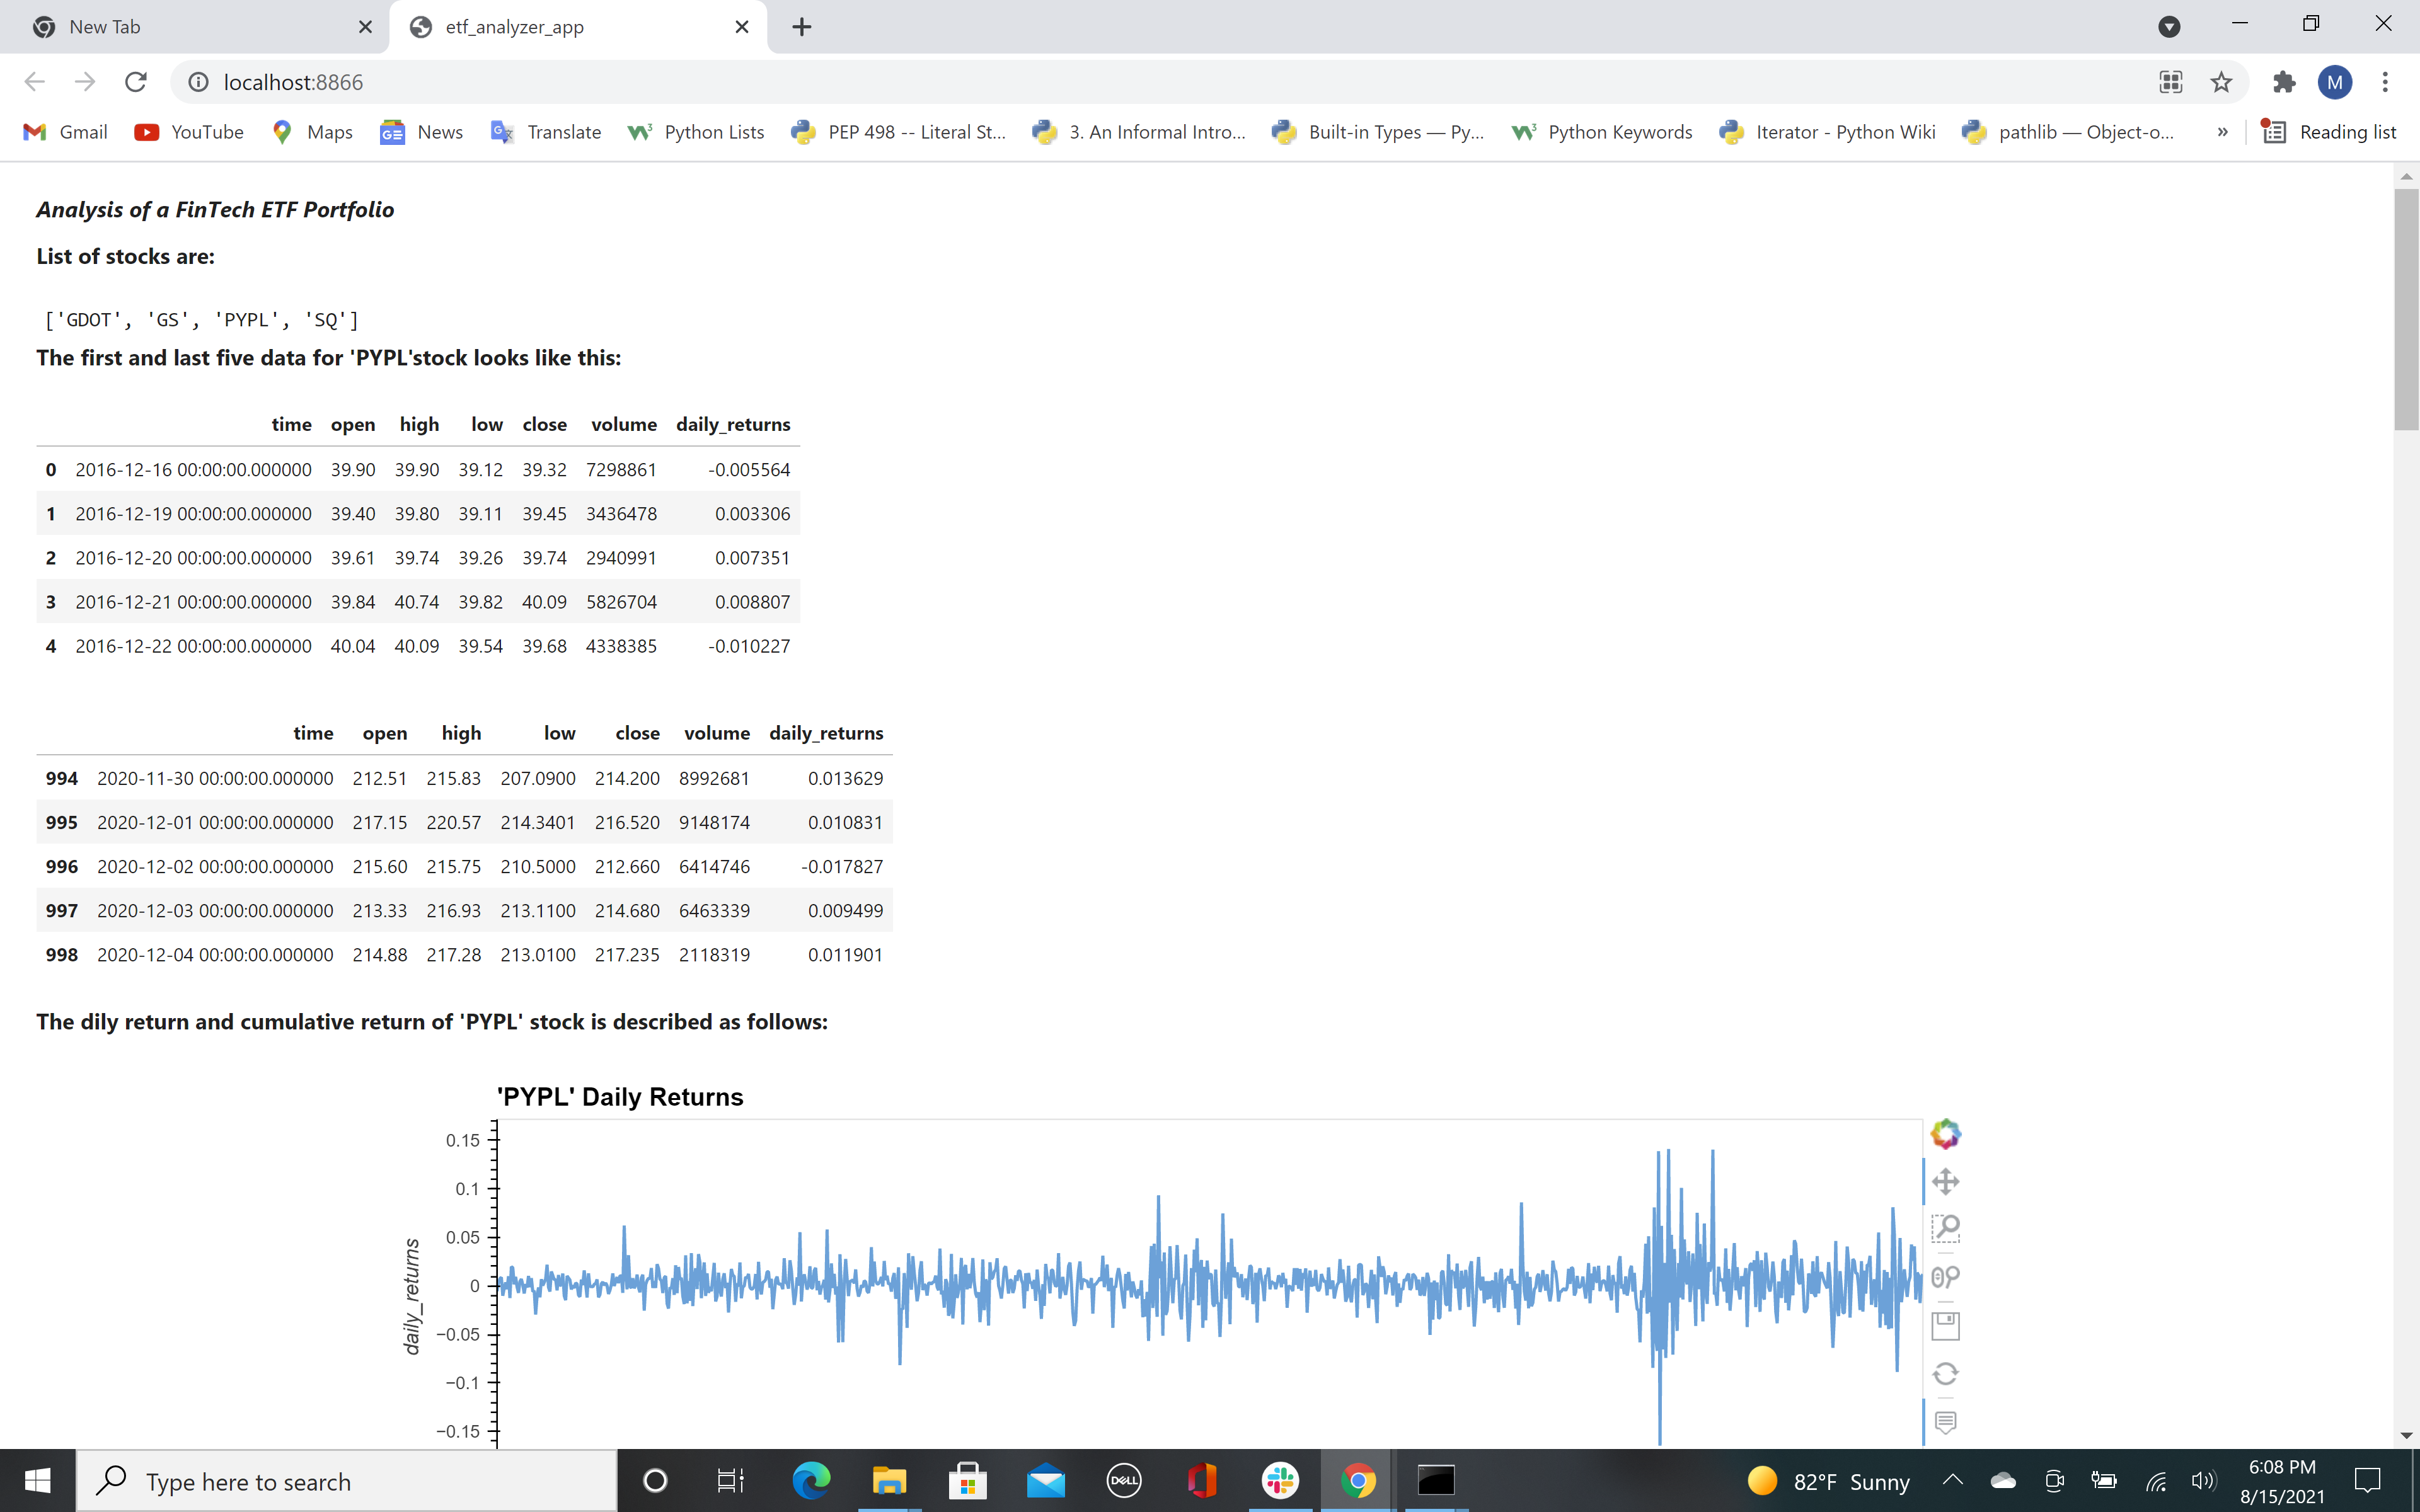 New Tab
etf_analyzer_app
localhost:8866
M
Gmail YouTube Maps News Translate Python Lists PEP 498 -- Literal St... 3. An Informal Intro... Built-in Types — Py... Python Keywords Iterator - Python Wiki pathlib — Object-o... » Reading list
Analysis of a FinTech ETF Portfolio
List of stocks are:
['GDOT', 'GS', 'PYPL', 'SQ']
The first and last five data for 'PYPL'stock looks like this:
time open high low close volume daily_returns
0 2016-12-16 00:00:00.000000 39.90 39.90 39.12 39.32 7298861 -0.005564
1 2016-12-19 00:00:00.000000 39.40 39.80 39.11 39.45 3436478 0.003306
2 2016-12-20 00:00:00.000000 39.61 39.74 39.26 39.74 2940991 0.007351
3 2016-12-21 00:00:00.000000 39.84 40.74 39.82 40.09 5826704 0.008807
4 2016-12-22 00:00:00.000000 40.04 40.09 39.54 39.68 4338385 -0.010227
time open high low close volume daily_returns
994 2020-11-30 00:00:00.000000 212.51 215.83 207.0900 214.200 8992681 0.013629
995 2020-12-01 00:00:00.000000 217.15 220.57 214.3401 216.520 9148174 0.010831
996 2020-12-02 00:00:00.000000 215.60 215.75 210.5000 212.660 6414746 -0.017827
997 2020-12-03 00:00:00.000000 213.33 216.93 213.1100 214.680 6463339 0.009499
998 2020-12-04 00:00:00.000000 214.88 217.28 213.0100 217.235 2118319 0.011901
The dily return and cumulative return of 'PYPL' stock is described as follows:
'PYPL' Daily Returns
daily_returns
0.15
0.1
0.05
0
−0.05
−0.1
−0.15
Type here to search
DELL
82°F Sunny
6:08 PM
8/15/2021